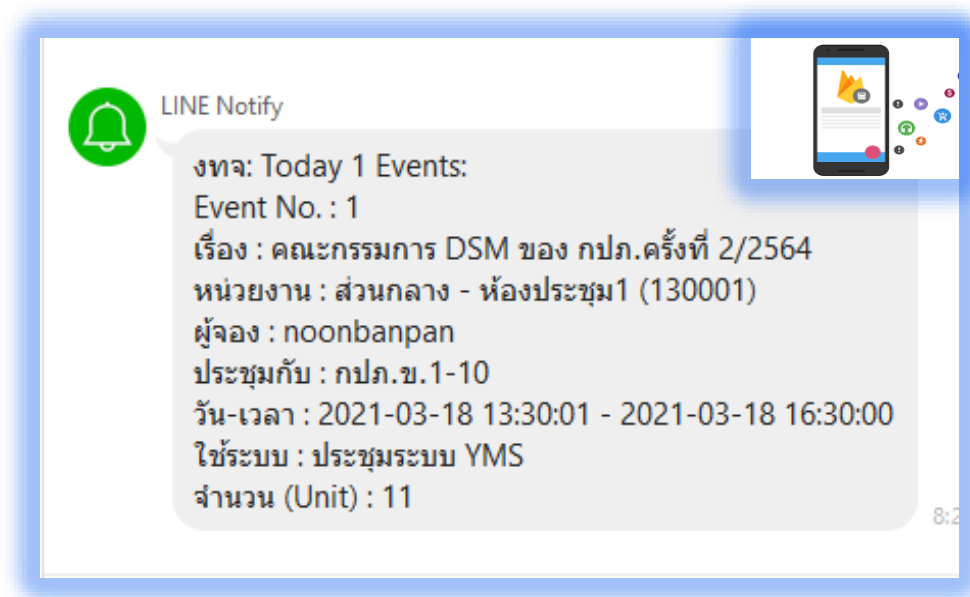 LINE Notify
งทจ: Today 1 Events:
Event No. : 1
เรื่อง : คณะกรรมการ DSM ของ กปภ.ครั้งที่ 2/2564
หน่วยงาน : ส่วนกลาง - ห้องประชุม1 (130001)
ผู้จอง : noonbanpan
ประชุมกับ : กปภ.ข.1-10
วัน-เวลา : 2021-03-18 13:30:01 - 2021-03-18 16:30:00
ใช้ระบบ : ประชุมระบบ YMS
จำนวน (Unit) : 11